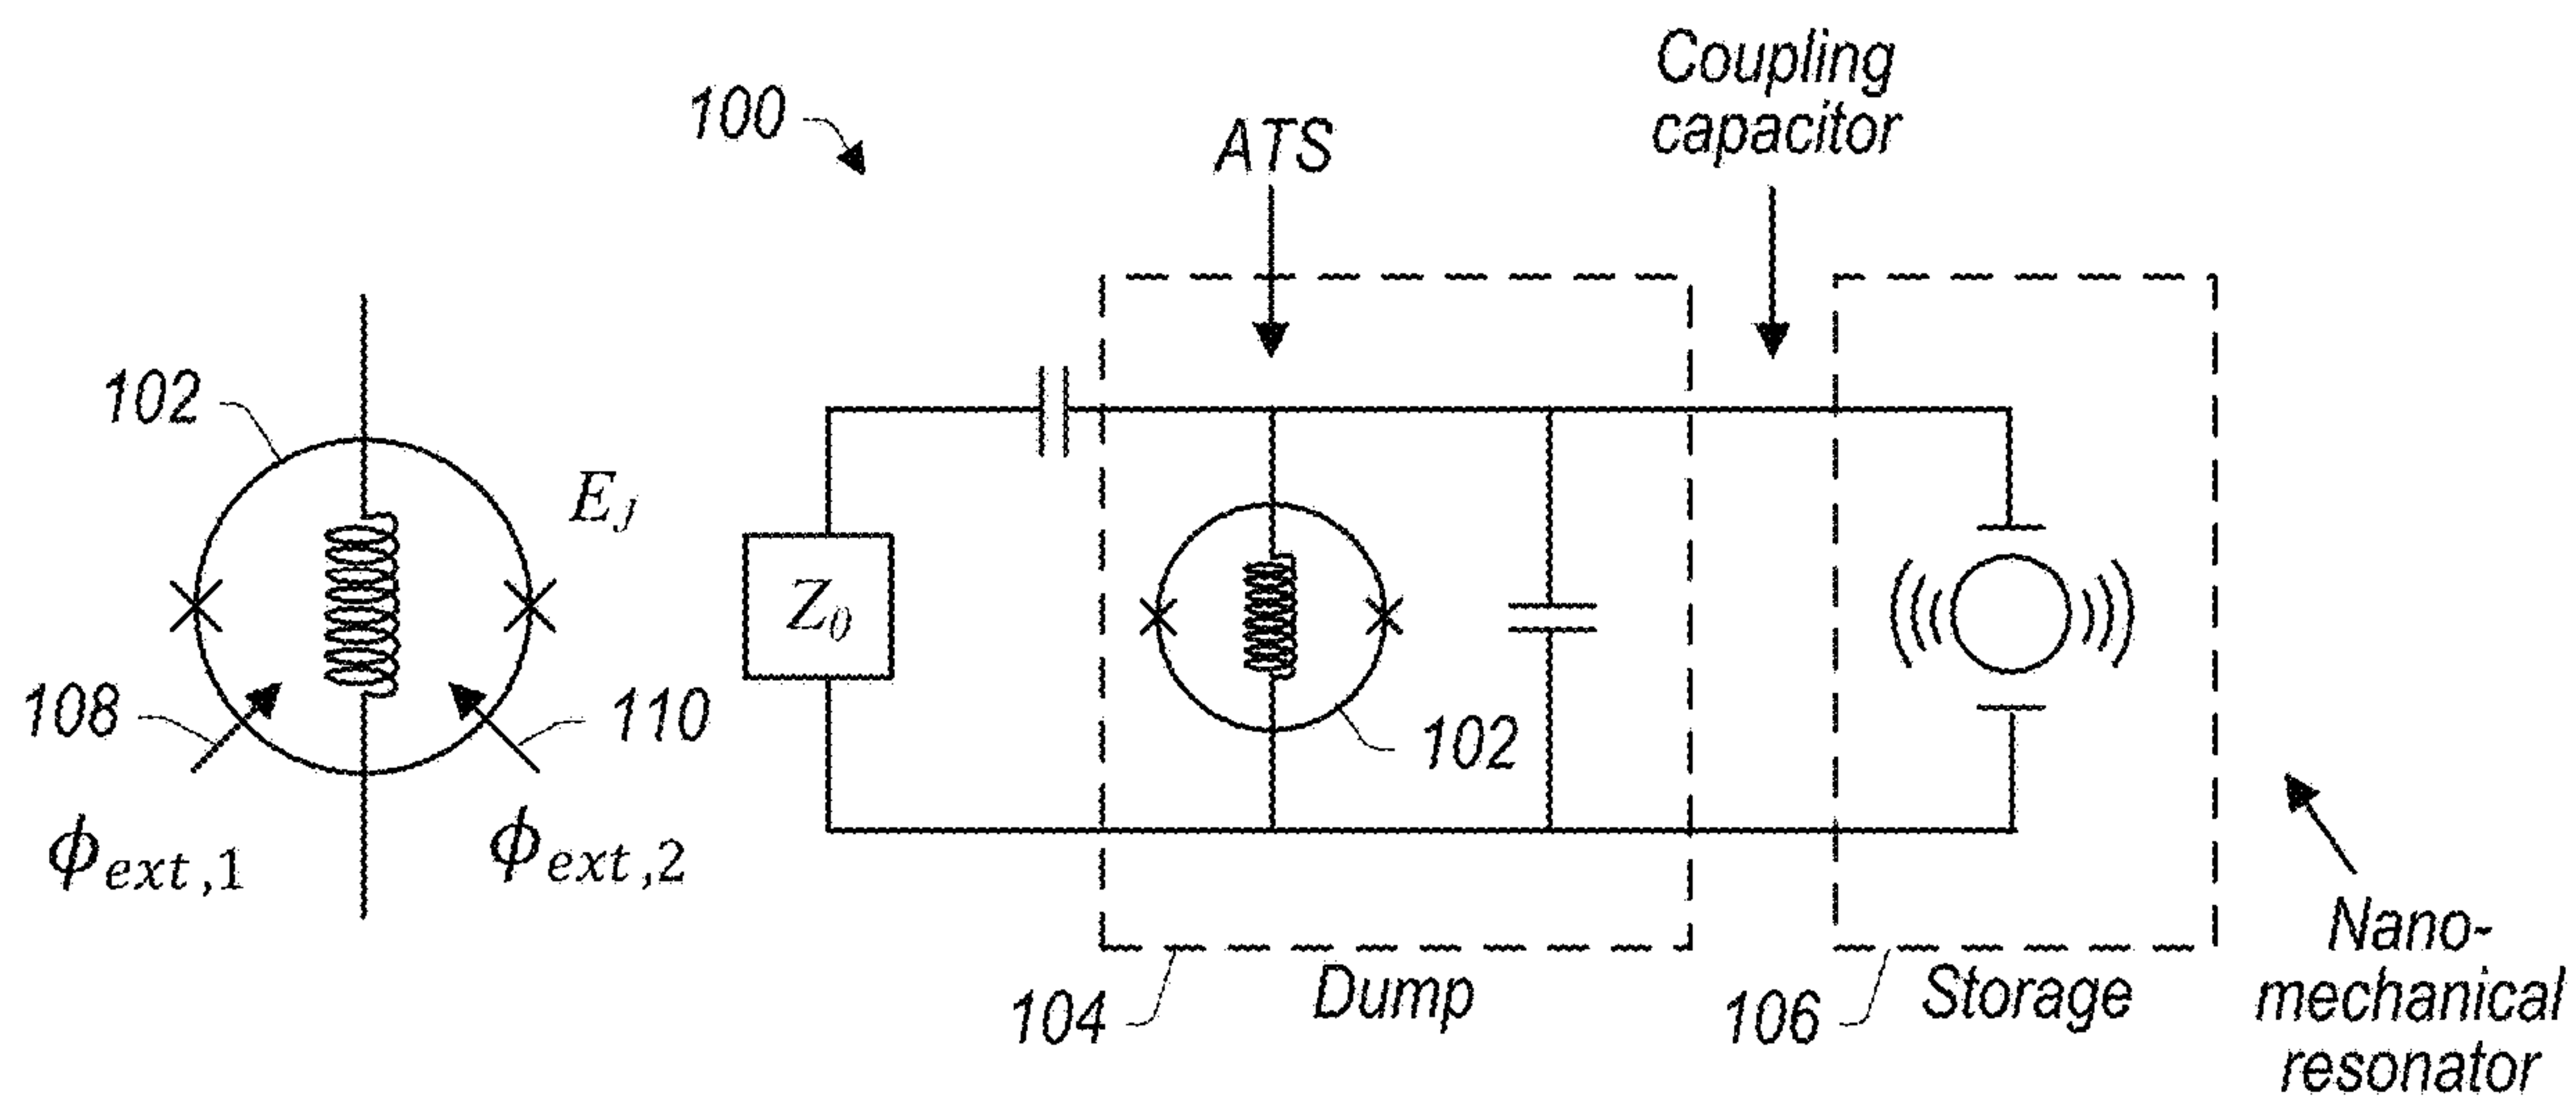 100
ATS
Coupling
capacitor
102
E_J
Z_0
108
110
102
ϕ_ext,1
ϕ_ext,2
104
Dump
106
Storage
Nano-
mechanical
resonator